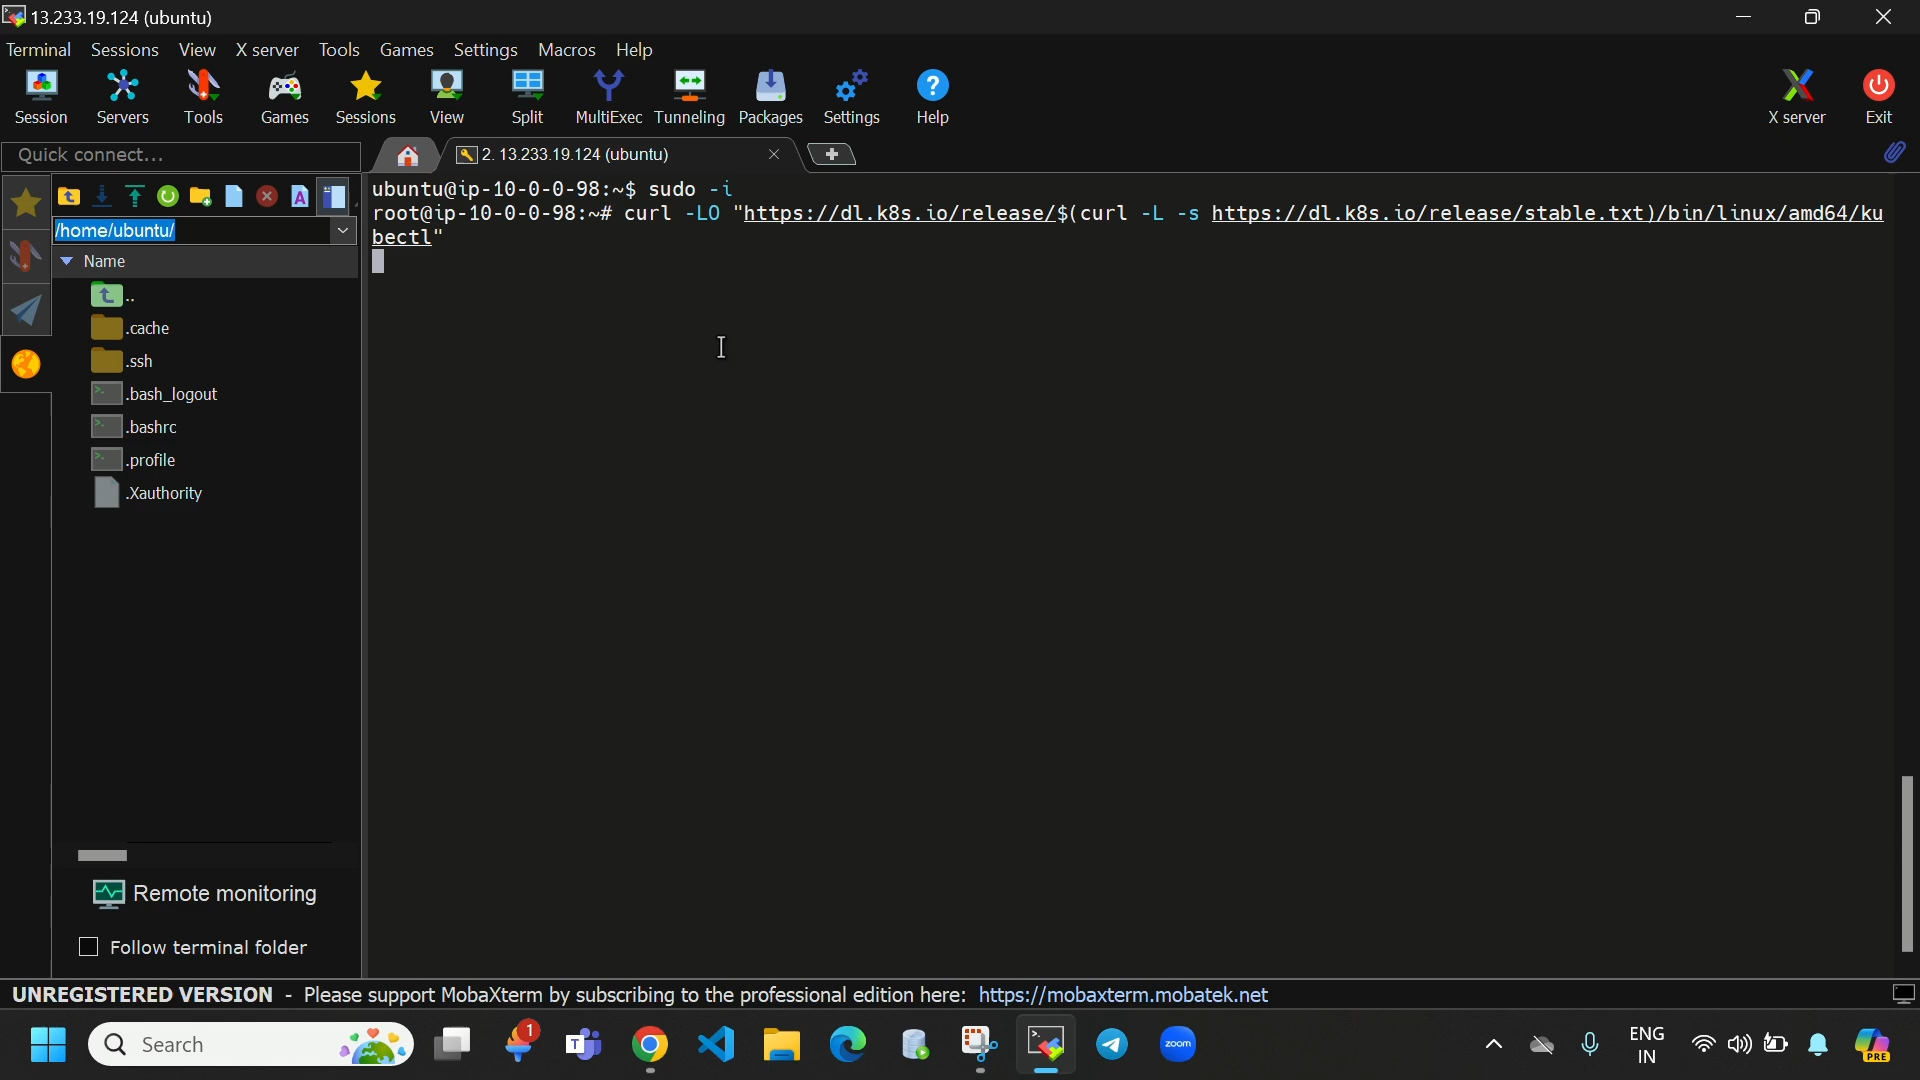 13.233.19.124 (ubuntu)
Terminal Sessions View X server Tools Games Settings Macros Help
Session Servers Tools Games Sessions View Split MultiExec Tunneling Packages Settings Help X server Exit
Quick connect...
2. 13.233.19.124 (ubuntu)
/home/ubuntu/
Name
..
.cache
.ssh
.bash_logout
.bashrc
.profile
.Xauthority
Remote monitoring
Follow terminal folder
ubuntu@ip-10-0-0-98:~$ sudo -i
root@ip-10-0-0-98:~# curl -LO "https://dl.k8s.io/release/$(curl -L -s https://dl.k8s.io/release/stable.txt)/bin/linux/amd64/ku
bectl"
UNREGISTERED VERSION - Please support MobaXterm by subscribing to the professional edition here: https://mobaxterm.mobatek.net
Search
1
T
zoom
ENG
IN
PRE